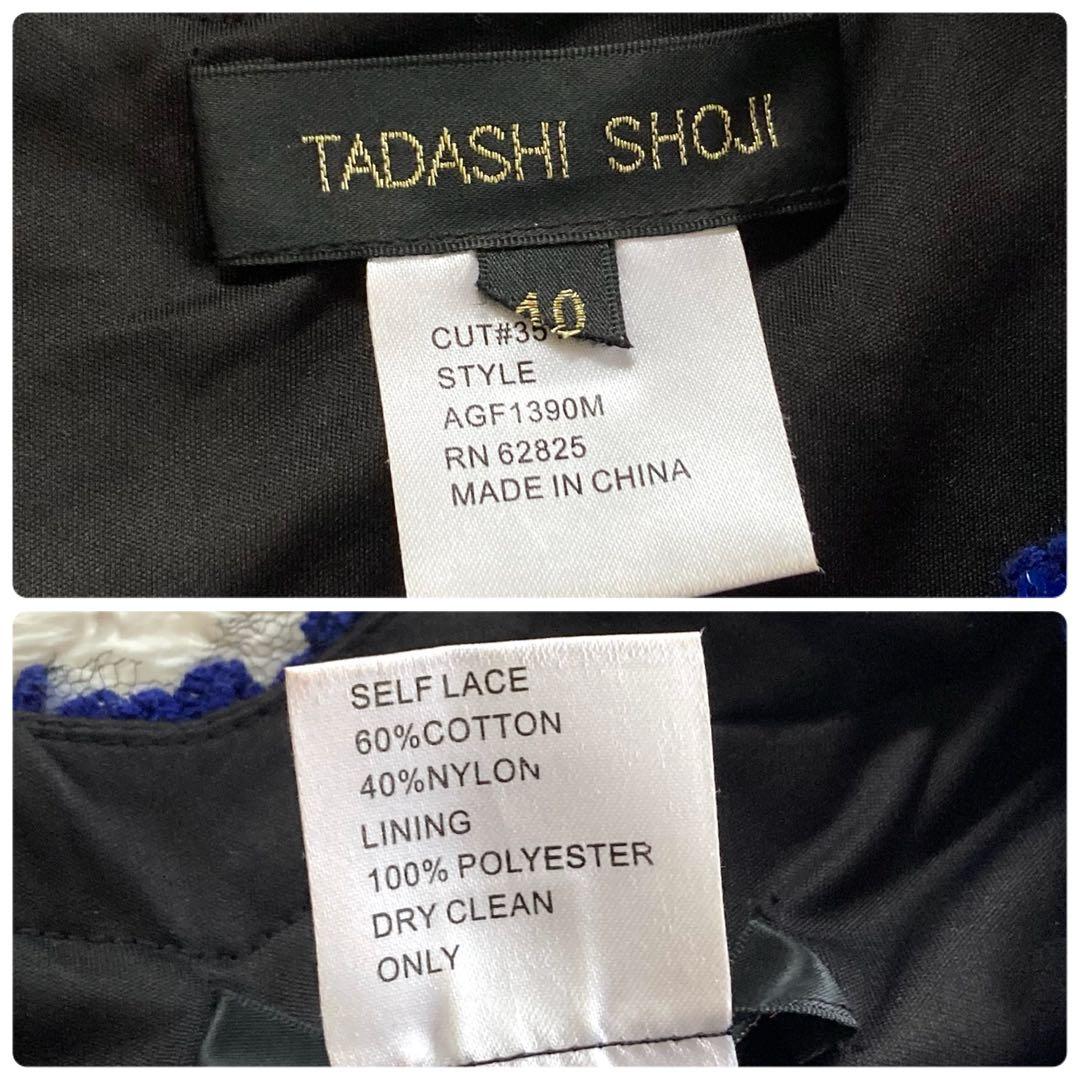 TADASHI SHOJI
10
CUT#35
STYLE
AGF1390M
RN 62825
MADE IN CHINA
SELF LACE
60%COTTON
40%NYLON
LINING
100% POLYESTER
DRY CLEAN
ONLY